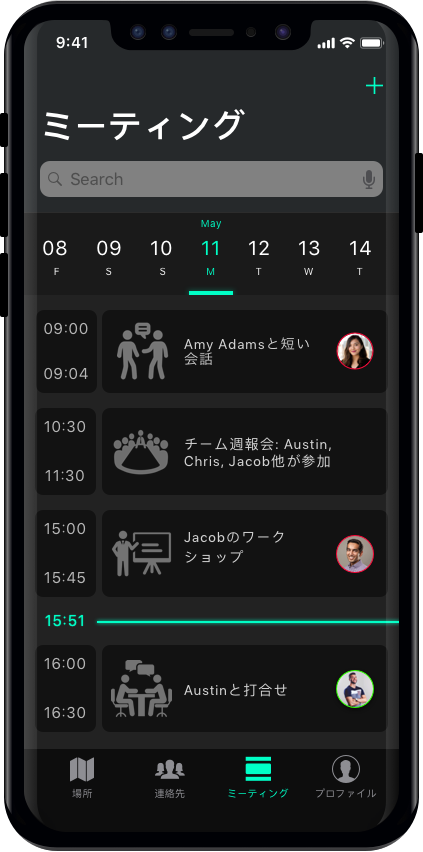 9:41
ミーティング
Search
May
08 09 10 11 12 13 14
F S S M T W T
09:00
09:04
Amy Adamsと短い
会話
10:30
11:30
チーム週報会: Austin,
Chris, Jacob他が参加
15:00
15:45
Jacobのワーク
ショップ
15:51
16:00
16:30
Austinと打合せ
場所 連絡先 ミーティング プロファイル